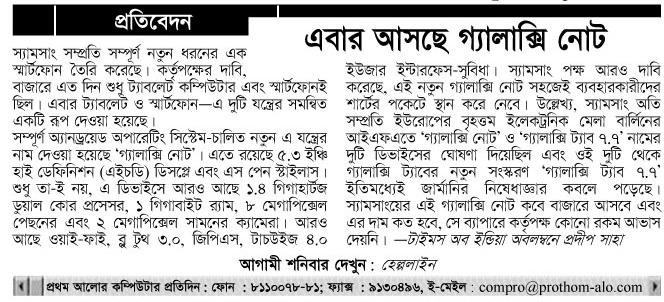 প্রতিবেদন
এবার আসছে গ্যালাক্সি নোট
স্যামসাং সম্প্রতি সম্পূর্ণ নতুন ধরনের এক
স্মার্টফোন তৈরি করেছে। কর্তৃপক্ষের দাবি,
বাজারে এত দিন শুধু ট্যাবলেট কম্পিউটার এবং স্মার্টফোনই
ছিল। এবার ট্যাবলেট ও স্মার্টফোন—এ দুটি যন্ত্রের সমন্বিত
একটি রূপ দেওয়া হয়েছে।
সম্পূর্ণ অ্যানড্রয়েড অপারেটিং সিস্টেম-চালিত নতুন এ যন্ত্রের
নাম দেওয়া হয়েছে 'গ্যালাক্সি নোট'। এতে রয়েছে ৫.৩ ইঞ্চি
হাই ডেফিনিশন (এইচডি) ডিসপ্লে এবং এস পেন স্টাইলাস।
শুধু তা-ই নয়, এ ডিভাইসে আরও আছে ১.৪ গিগাহার্টজ
ডুয়াল কোর প্রসেসর, ১ গিগাবাইট র‍্যাম, ৮ মেগাপিক্সেল
পেছনের এবং ২ মেগাপিক্সেল সামনের ক্যামেরা। আরও
আছে ওয়াই-ফাই, ব্লু টুথ ৩.০, জিপিএস, টাচউইজ ৪.০
ইউজার ইন্টারফেস-সুবিধা। স্যামসাং পক্ষ আরও দাবি
করেছে, এই নতুন গ্যালাক্সি নোট সহজেই ব্যবহারকারীদের
শার্টের পকেটে স্থান করে নেবে। উল্লেখ্য, স্যামসাং অতি
সম্প্রতি ইউরোপের বৃহত্তম ইলেকট্রনিক মেলা বার্লিনের
আইএফএতে 'গ্যালাক্সি নোট' ও 'গ্যালাক্সি ট্যাব ৭.৭' নামের
দুটি ডিভাইসের ঘোষণা দিয়েছিল এবং ওই দুটি থেকে
গ্যালাক্সি ট্যাবের নতুন সংস্করণ 'গ্যালাক্সি ট্যাব ৭.৭'
ইতিমধ্যেই জার্মানির নিষেধাজ্ঞার কবলে পড়েছে।
স্যামসাংয়ের এই গ্যালাক্সি নোট কবে বাজারে আসবে এবং
এর দাম কত হবে, সে ব্যাপারে কর্তৃপক্ষ কোনো রকম আভাস
দেয়নি। —টাইমস অব ইন্ডিয়া অবলম্বনে প্রদীপ সাহা
আগামী শনিবার দেখুন : হেল্পলাইন
প্রথম আলোর কম্পিউটার প্রতিদিন : ফোন : ৮১১০০৭৮-৮১; ফ্যাক্স : ৯১৩০৪৯৬, ই-মেইল : compro@prothom-alo.com